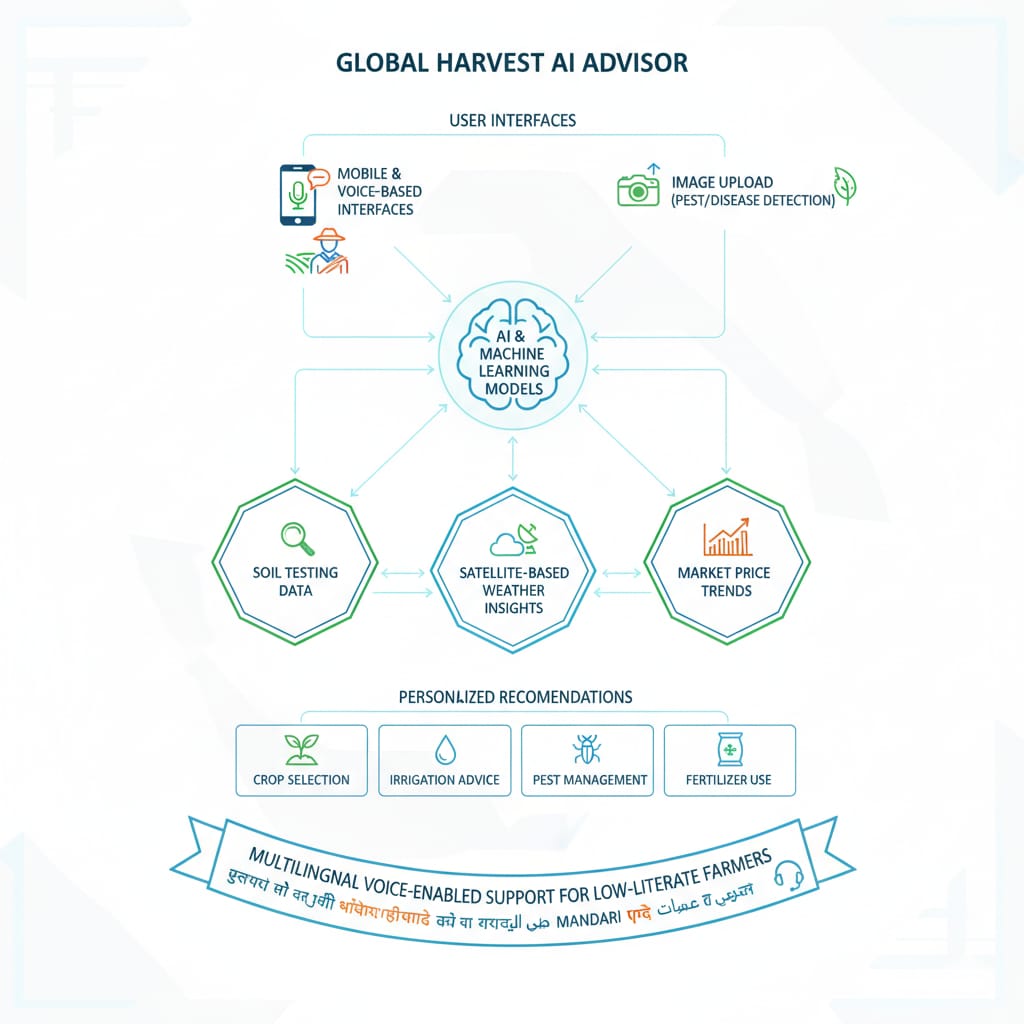 GLOBAL HARVEST AI ADVISOR
USER INTERFACES
MOBILE &
VOICE-BASED
INTERFACES
IMAGE UPLOAD
(PEST/DISEASE DETECTION)
AI &
MACHINE
LEARNING
MODELS
SOIL TESTING
DATA
SATELLITE-BASED
WEATHER
INSIGHTS
MARKET PRICE
TRENDS
PERSONLIZED RECOMENDATIONS
CROP SELECTION
IRRIGATION ADVICE
PEST MANAGEMENT
FERTILIZER USE
MULTILINGNAL VOICE-ENABLED SUPPORT FOR LOW-LITERATE FARMERS
MANDARI